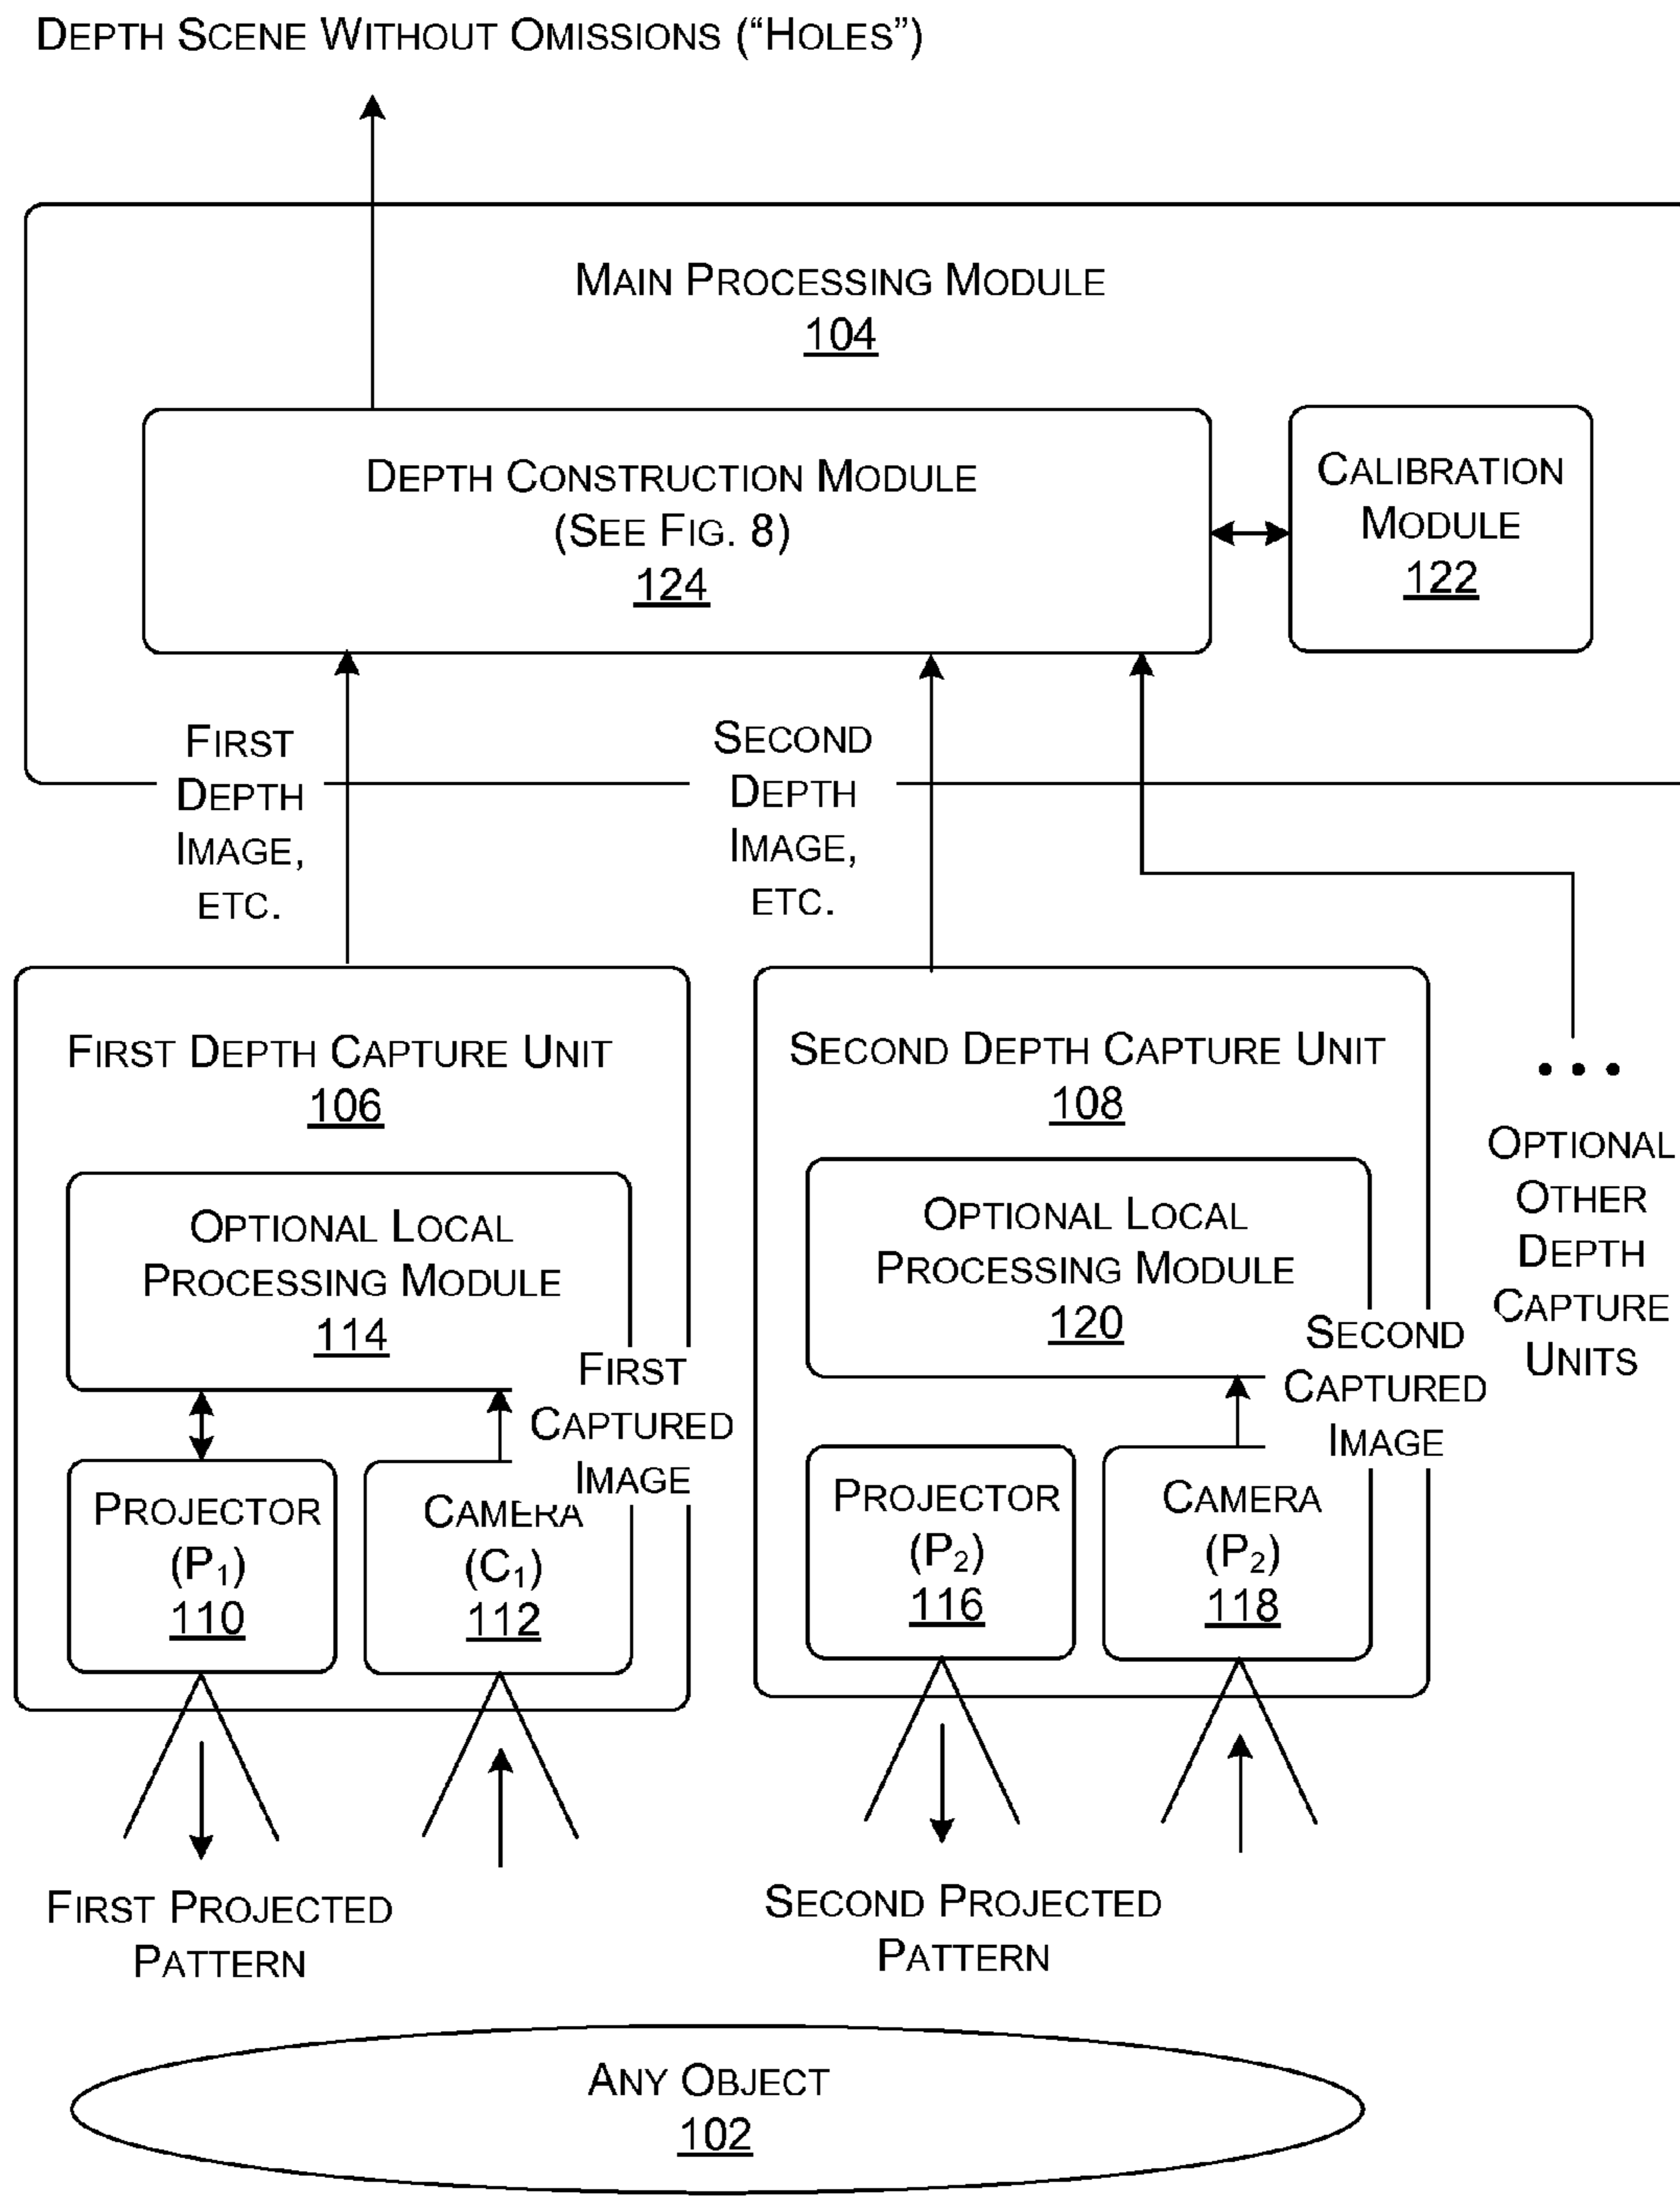 DEPTH SCENE WITHOUT OMISSIONS (“HOLES”)
MAIN PROCESSING MODULE
104
DEPTH CONSTRUCTION MODULE
(SEE FIG. 8)
124
CALIBRATION
MODULE
122
FIRST
DEPTH
IMAGE,
ETC.
SECOND
DEPTH
IMAGE,
ETC.
FIRST DEPTH CAPTURE UNIT
106
OPTIONAL LOCAL
PROCESSING MODULE
114
FIRST
CAPTURED
IMAGE
PROJECTOR
(P1)
110
CAMERA
(C1)
112
SECOND DEPTH CAPTURE UNIT
108
OPTIONAL LOCAL
PROCESSING MODULE
120
SECOND
CAPTURED
IMAGE
PROJECTOR
(P2)
116
CAMERA
(P2)
118
• • •
OPTIONAL
OTHER
DEPTH
CAPTURE
UNITS
FIRST PROJECTED
PATTERN
SECOND PROJECTED
PATTERN
ANY OBJECT
102